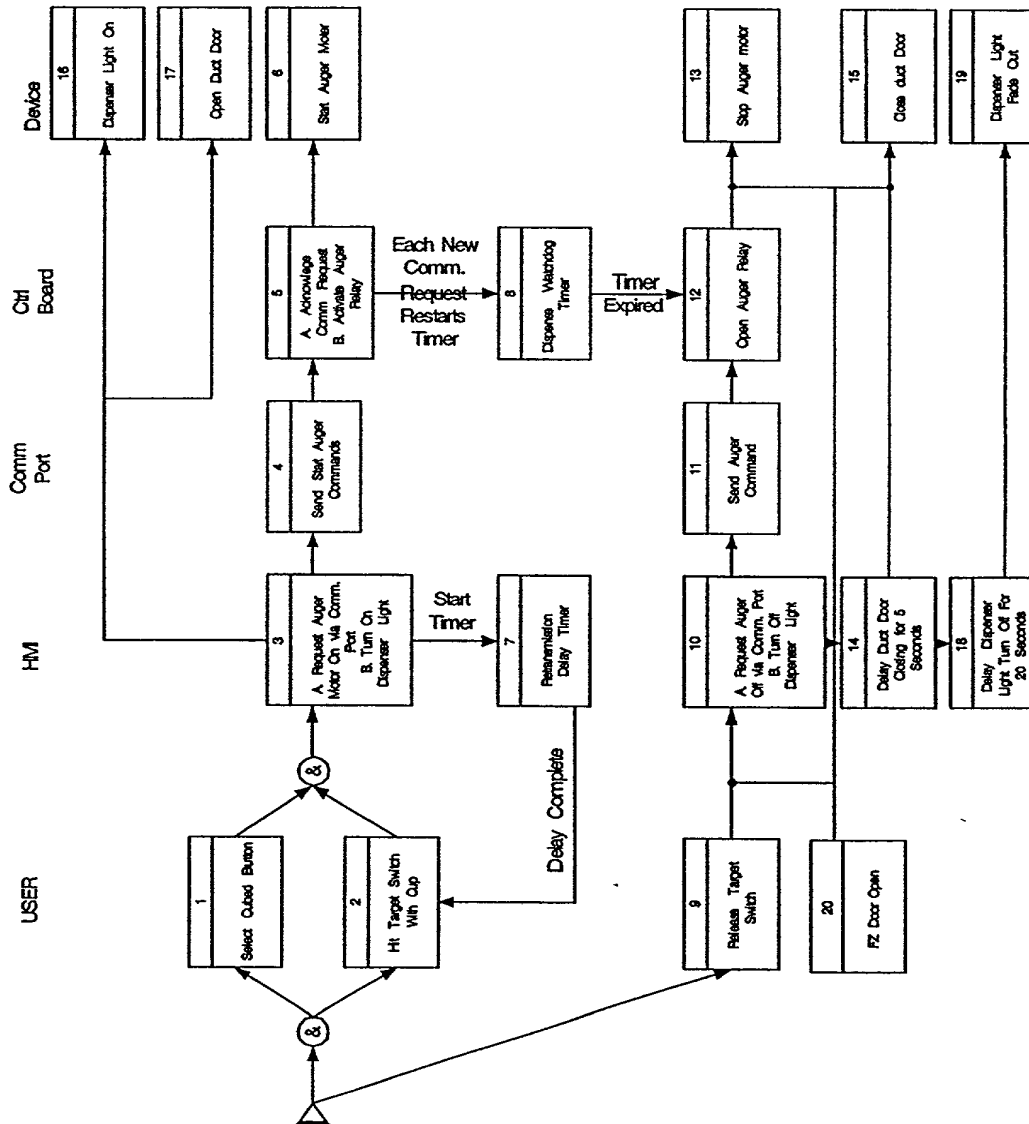 USER
HMI
Comm
Port
Ctrl
Board
Device
1
Select Cubed Button
2
Hit Target Switch
With Cup
&
&
3
A. Request Auger
Motor On via Comm.
Port
B. Turn On
Dispenser Light
4
Send Start Auger
Commands
5
A. Acknowlege
Comm Request
B. Activate Auger
Relay
6
Start Auger Motor
16
Dispenser Light On
17
Open Duct Door
Start
Timer
7
Retransmission
Delay Timer
Delay Complete
Each New
Comm.
Request
Restarts
Timer
8
Dispense Watchdog
Timer
Timer
Expired
9
Release Target
Switch
10
A. Request Auger
Off via Comm. Port
B. Turn Off
Dispenser Light
11
Send Auger
Command
12
Open Auger Relay
13
Stop Auger motor
14
Delay Duct Door
Closing for 5
Seconds
15
Close duct Door
18
Delay Dispenser
Light Turn Off For
20 Seconds
19
Dispenser Light
Fade Out
20
FZ Door Open